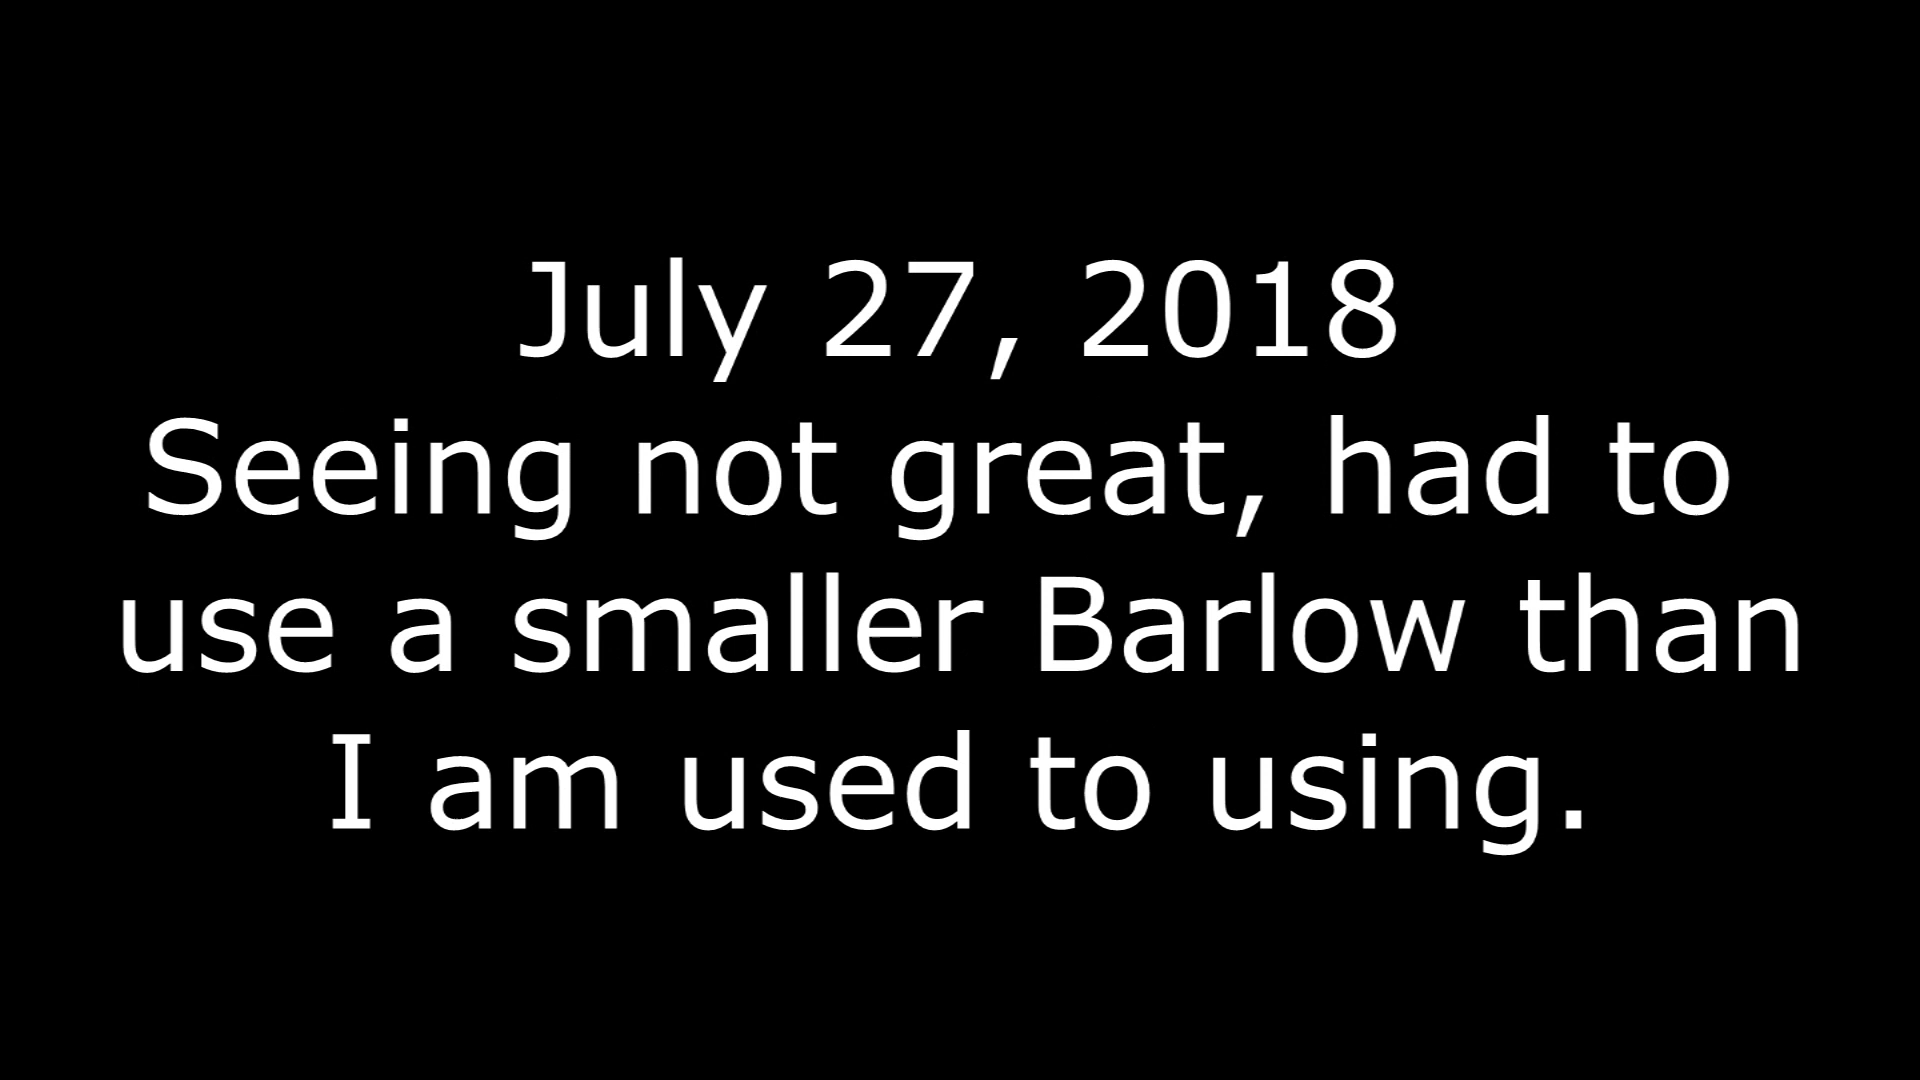 July 27, 2018
Seeing not great, had to
use a smaller Barlow than
I am used to using.